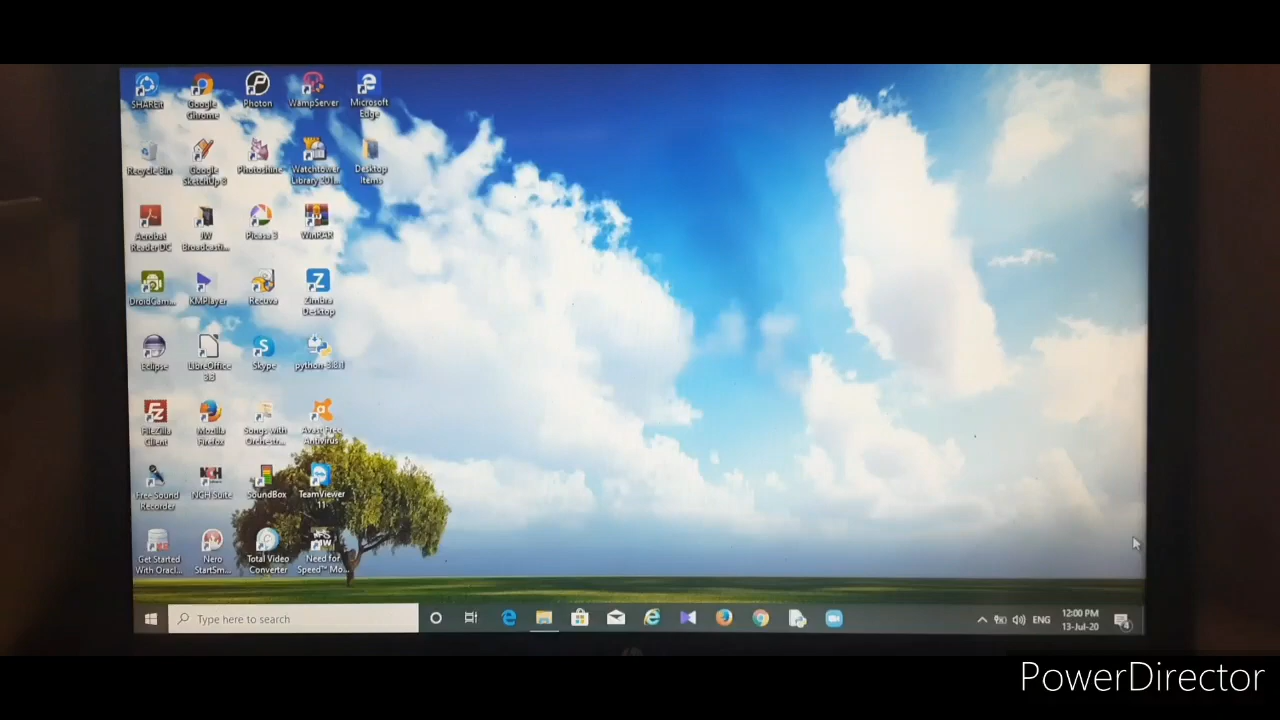 SHAREit
Google
Chrome
Photon
WampServer
Microsoft
Edge
Recycle Bin
Google
SketchUp 8
Photoshine
Watchtower
Library 201...
Desktop
Items
Acrobat
Reader DC
JW
Broadcasti...
Picasa 3
WinRAR
DroidCam...
KMPlayer
Recuva
Zimbra
Desktop
Eclipse
LibreOffice
3.3
Skype
python-3.8.1
FileZilla
Client
Mozilla
Firefox
Songs with
Orchestr...
Avast Free
Antivirus
Free Sound
Recorder
NCH
NCH Suite
SoundBox
TeamViewer
11
Get Started
With Oracl...
Nero
StartSm...
Total Video
Converter
Need for
Speed™ Mo...
Type here to search
ENG
12:00 PM
13-Jul-20
4
PowerDirector